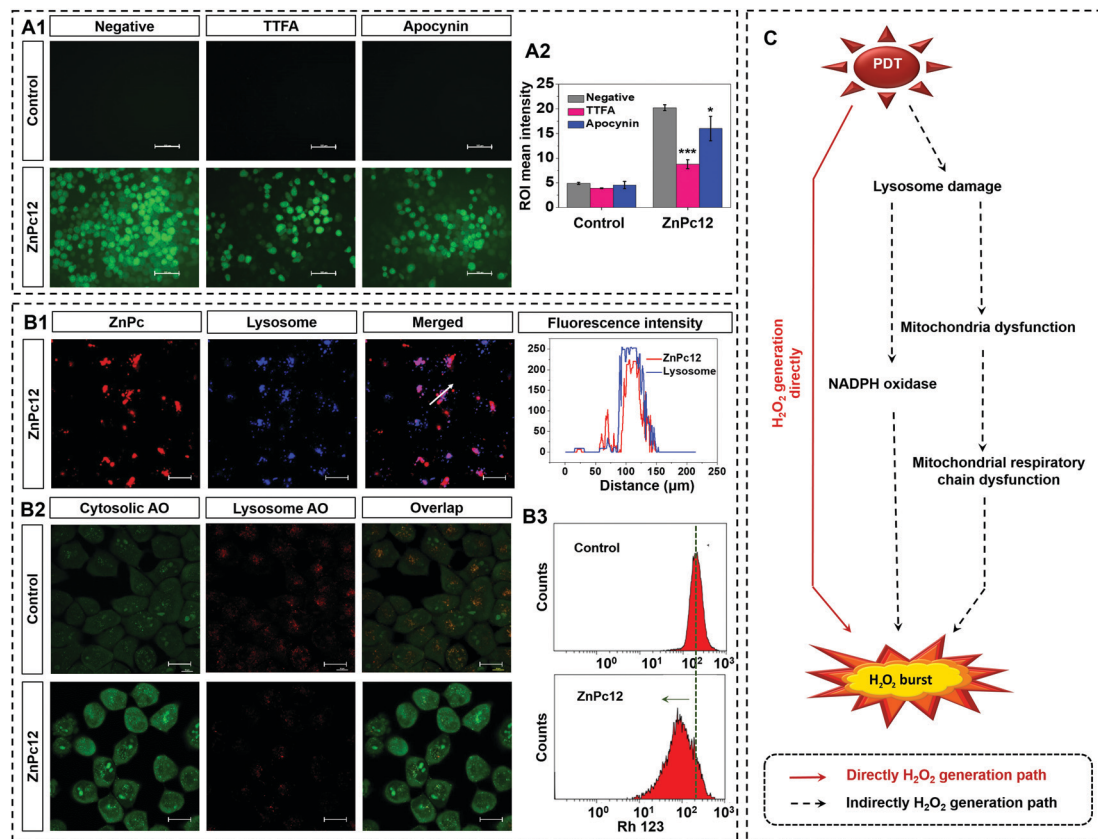 A1
Negative
TTFA
Apocynin
Control
ZnPc12
A2
ROI mean intensity
25
20
15
10
5
0
Negative
TTFA
Apocynin
***
*
Control
ZnPc12
B1
ZnPc
Lysosome
Merged
Fluorescence intensity
ZnPc12
250
200
150
100
50
0
ZnPc12
Lysosome
0
50
100
150
200
250
Distance (μm)
B2
Cytosolic AO
Lysosome AO
Overlap
Control
ZnPc12
B3
Control
Counts
10⁰
10¹
10²
10³
ZnPc12
Counts
10⁰
10¹
10²
10³
Rh 123
C
PDT
Lysosome damage
H₂O₂ generation
directly
Mitochondria dysfunction
NADPH oxidase
Mitochondrial respiratory
chain dysfunction
H₂O₂ burst
Directly H₂O₂ generation path
Indirectly H₂O₂ generation path